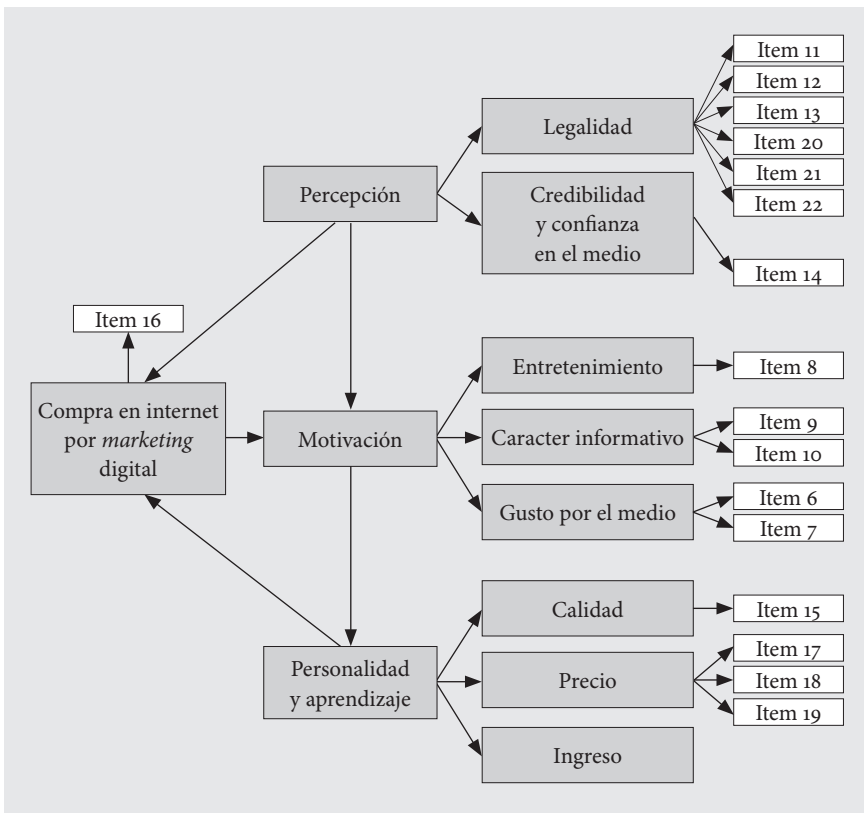 Item 11
Item 12
Item 13
Item 20
Item 21
Item 22
Legalidad
Percepción
Credibilidad
y confianza
en el medio
Item 14
Item 16
Entretenimiento
Item 8
Compra en internet
por marketing
digital
Motivación
Caracter informativo
Item 9
Item 10
Gusto por el medio
Item 6
Item 7
Calidad
Item 15
Personalidad
y aprendizaje
Precio
Item 17
Item 18
Item 19
Ingreso